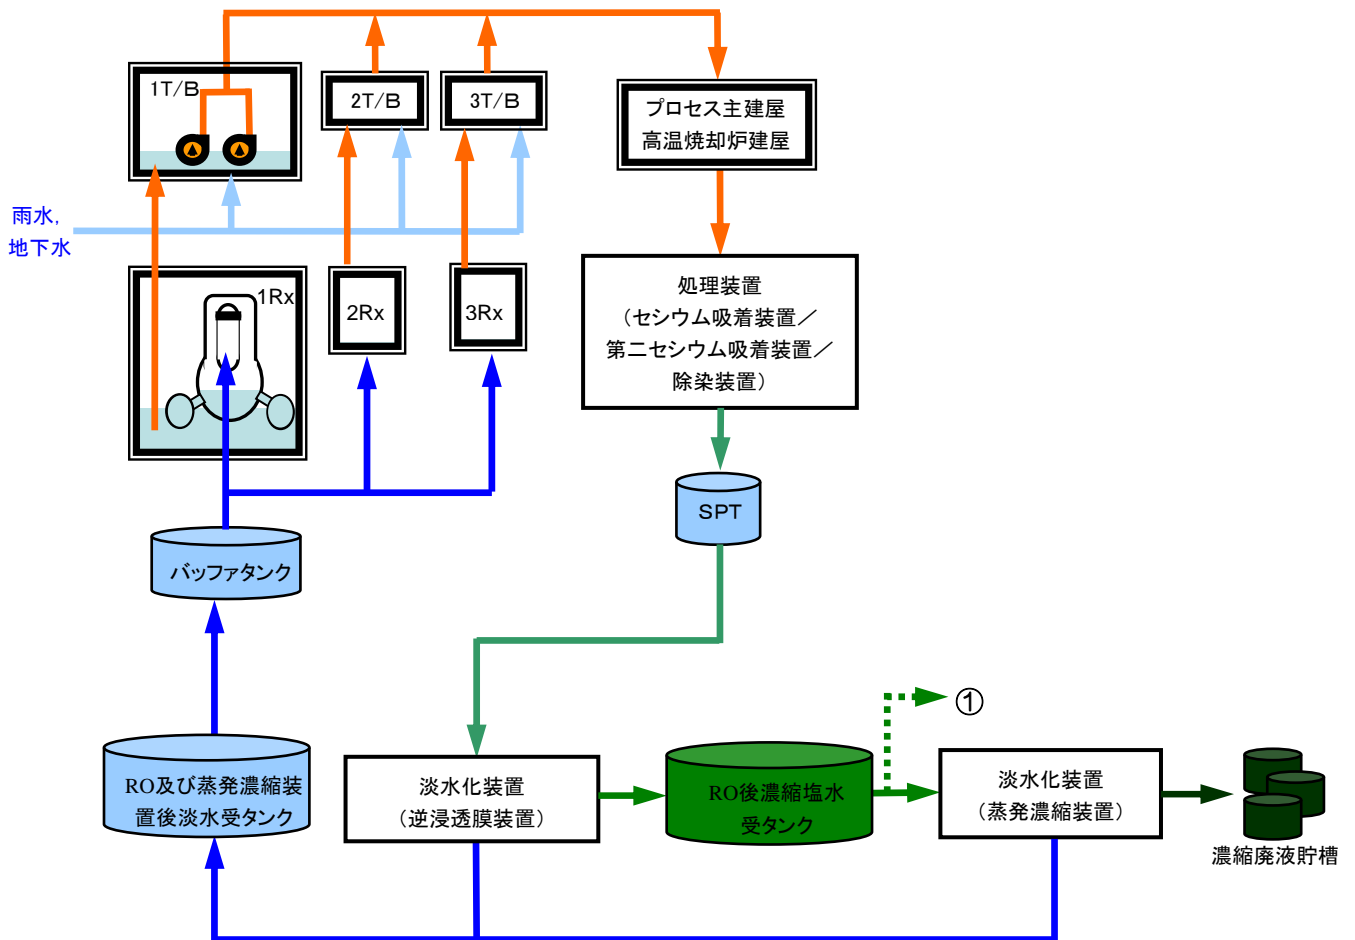 1T/B
2T/B
3T/B
プロセス主建屋
高温焼却炉建屋
雨水,
地下水
1Rx
2Rx
3Rx
処理装置
（セシウム吸着装置／
第二セシウム吸着装置／
除染装置）
SPT
バッファタンク
①
RO及び蒸発濃縮装
置後淡水受タンク
淡水化装置
（逆浸透膜装置）
RO後濃縮塩水
受タンク
淡水化装置
（蒸発濃縮装置）
濃縮廃液貯槽